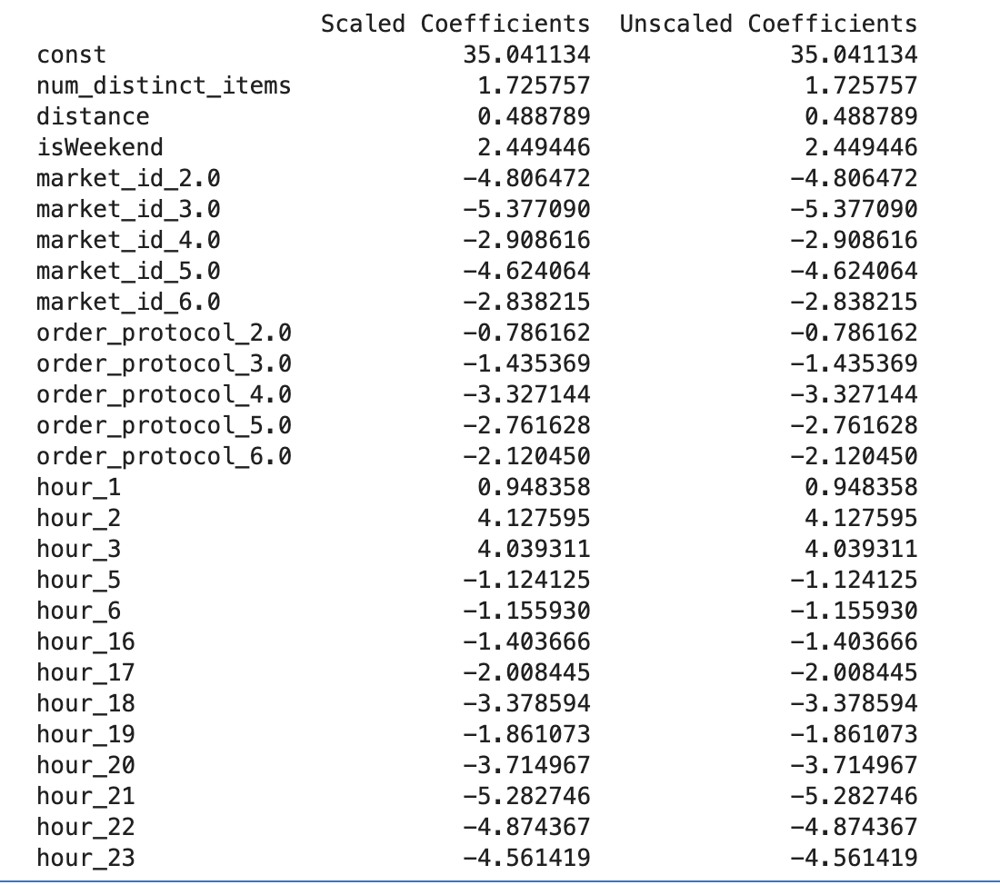 Scaled Coefficients Unscaled Coefficients
const 35.041134 35.041134
num_distinct_items 1.725757 1.725757
distance 0.488789 0.488789
isWeekend 2.449446 2.449446
market_id_2.0 −4.806472 −4.806472
market_id_3.0 −5.377090 −5.377090
market_id_4.0 −2.908616 −2.908616
market_id_5.0 −4.624064 −4.624064
market_id_6.0 −2.838215 −2.838215
order_protocol_2.0 −0.786162 −0.786162
order_protocol_3.0 −1.435369 −1.435369
order_protocol_4.0 −3.327144 −3.327144
order_protocol_5.0 −2.761628 −2.761628
order_protocol_6.0 −2.120450 −2.120450
hour_1 0.948358 0.948358
hour_2 4.127595 4.127595
hour_3 4.039311 4.039311
hour_5 −1.124125 −1.124125
hour_6 −1.155930 −1.155930
hour_16 −1.403666 −1.403666
hour_17 −2.008445 −2.008445
hour_18 −3.378594 −3.378594
hour_19 −1.861073 −1.861073
hour_20 −3.714967 −3.714967
hour_21 −5.282746 −5.282746
hour_22 −4.874367 −4.874367
hour_23 −4.561419 −4.561419